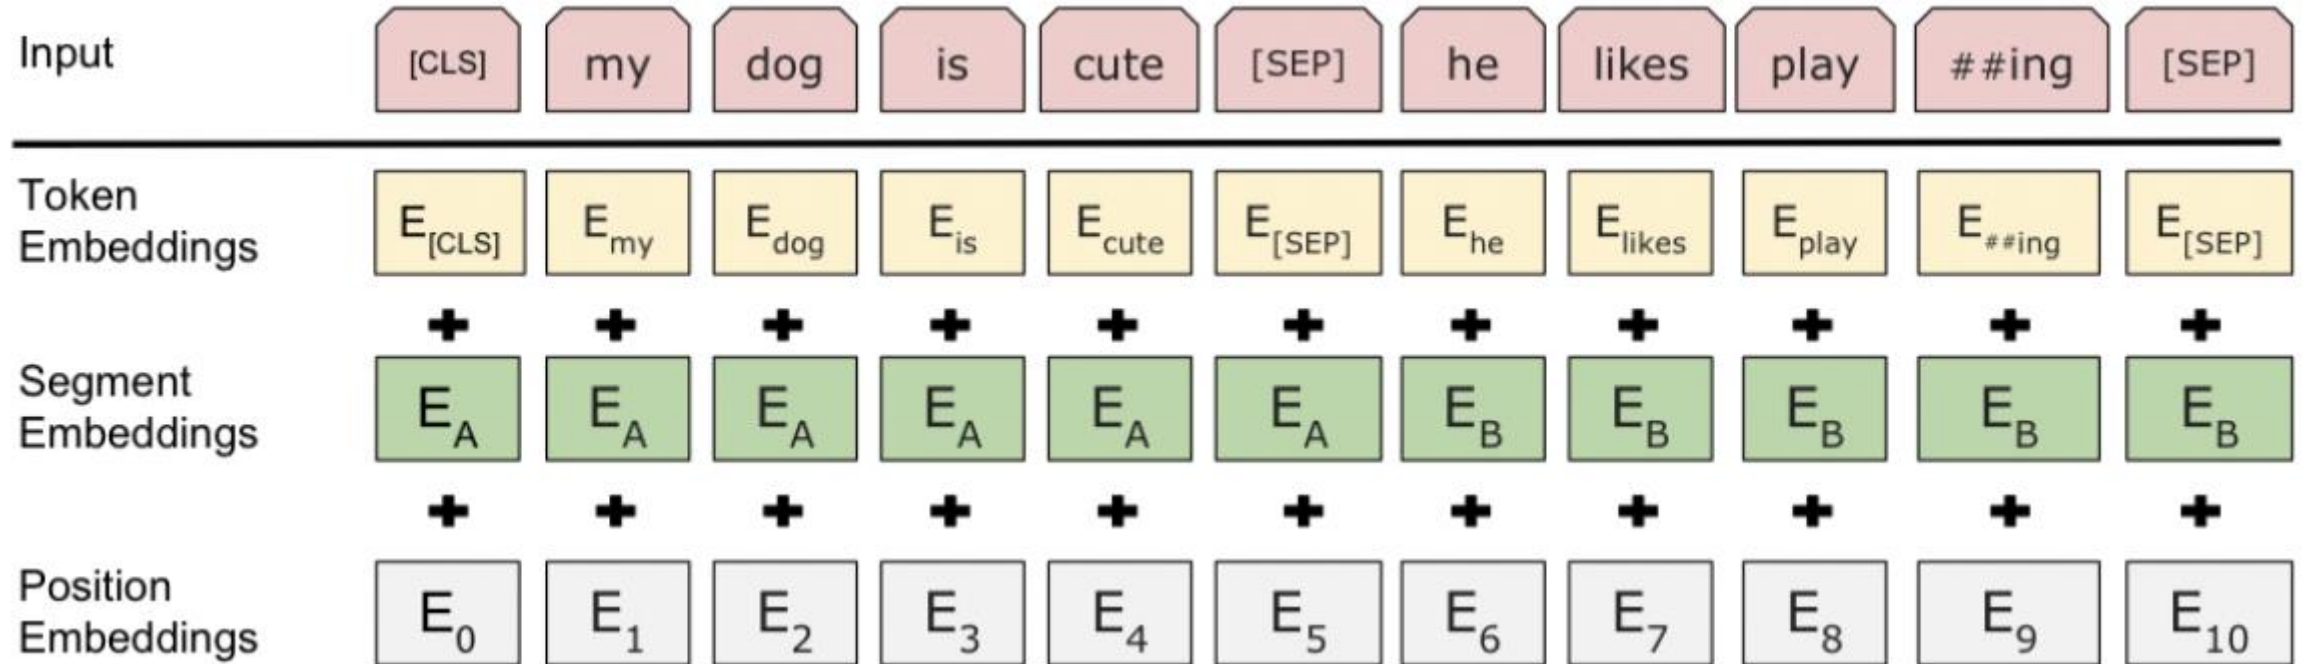 Input [CLS] my dog is cute [SEP] he likes play ##ing [SEP]
Token
Embeddings E[CLS] Emy Edog Eis Ecute E[SEP] Ehe Elikes Eplay E##ing E[SEP]
+ + + + + + + + + + +
Segment
Embeddings EA EA EA EA EA EA EB EB EB EB EB
+ + + + + + + + + + +
Position
Embeddings E0 E1 E2 E3 E4 E5 E6 E7 E8 E9 E10